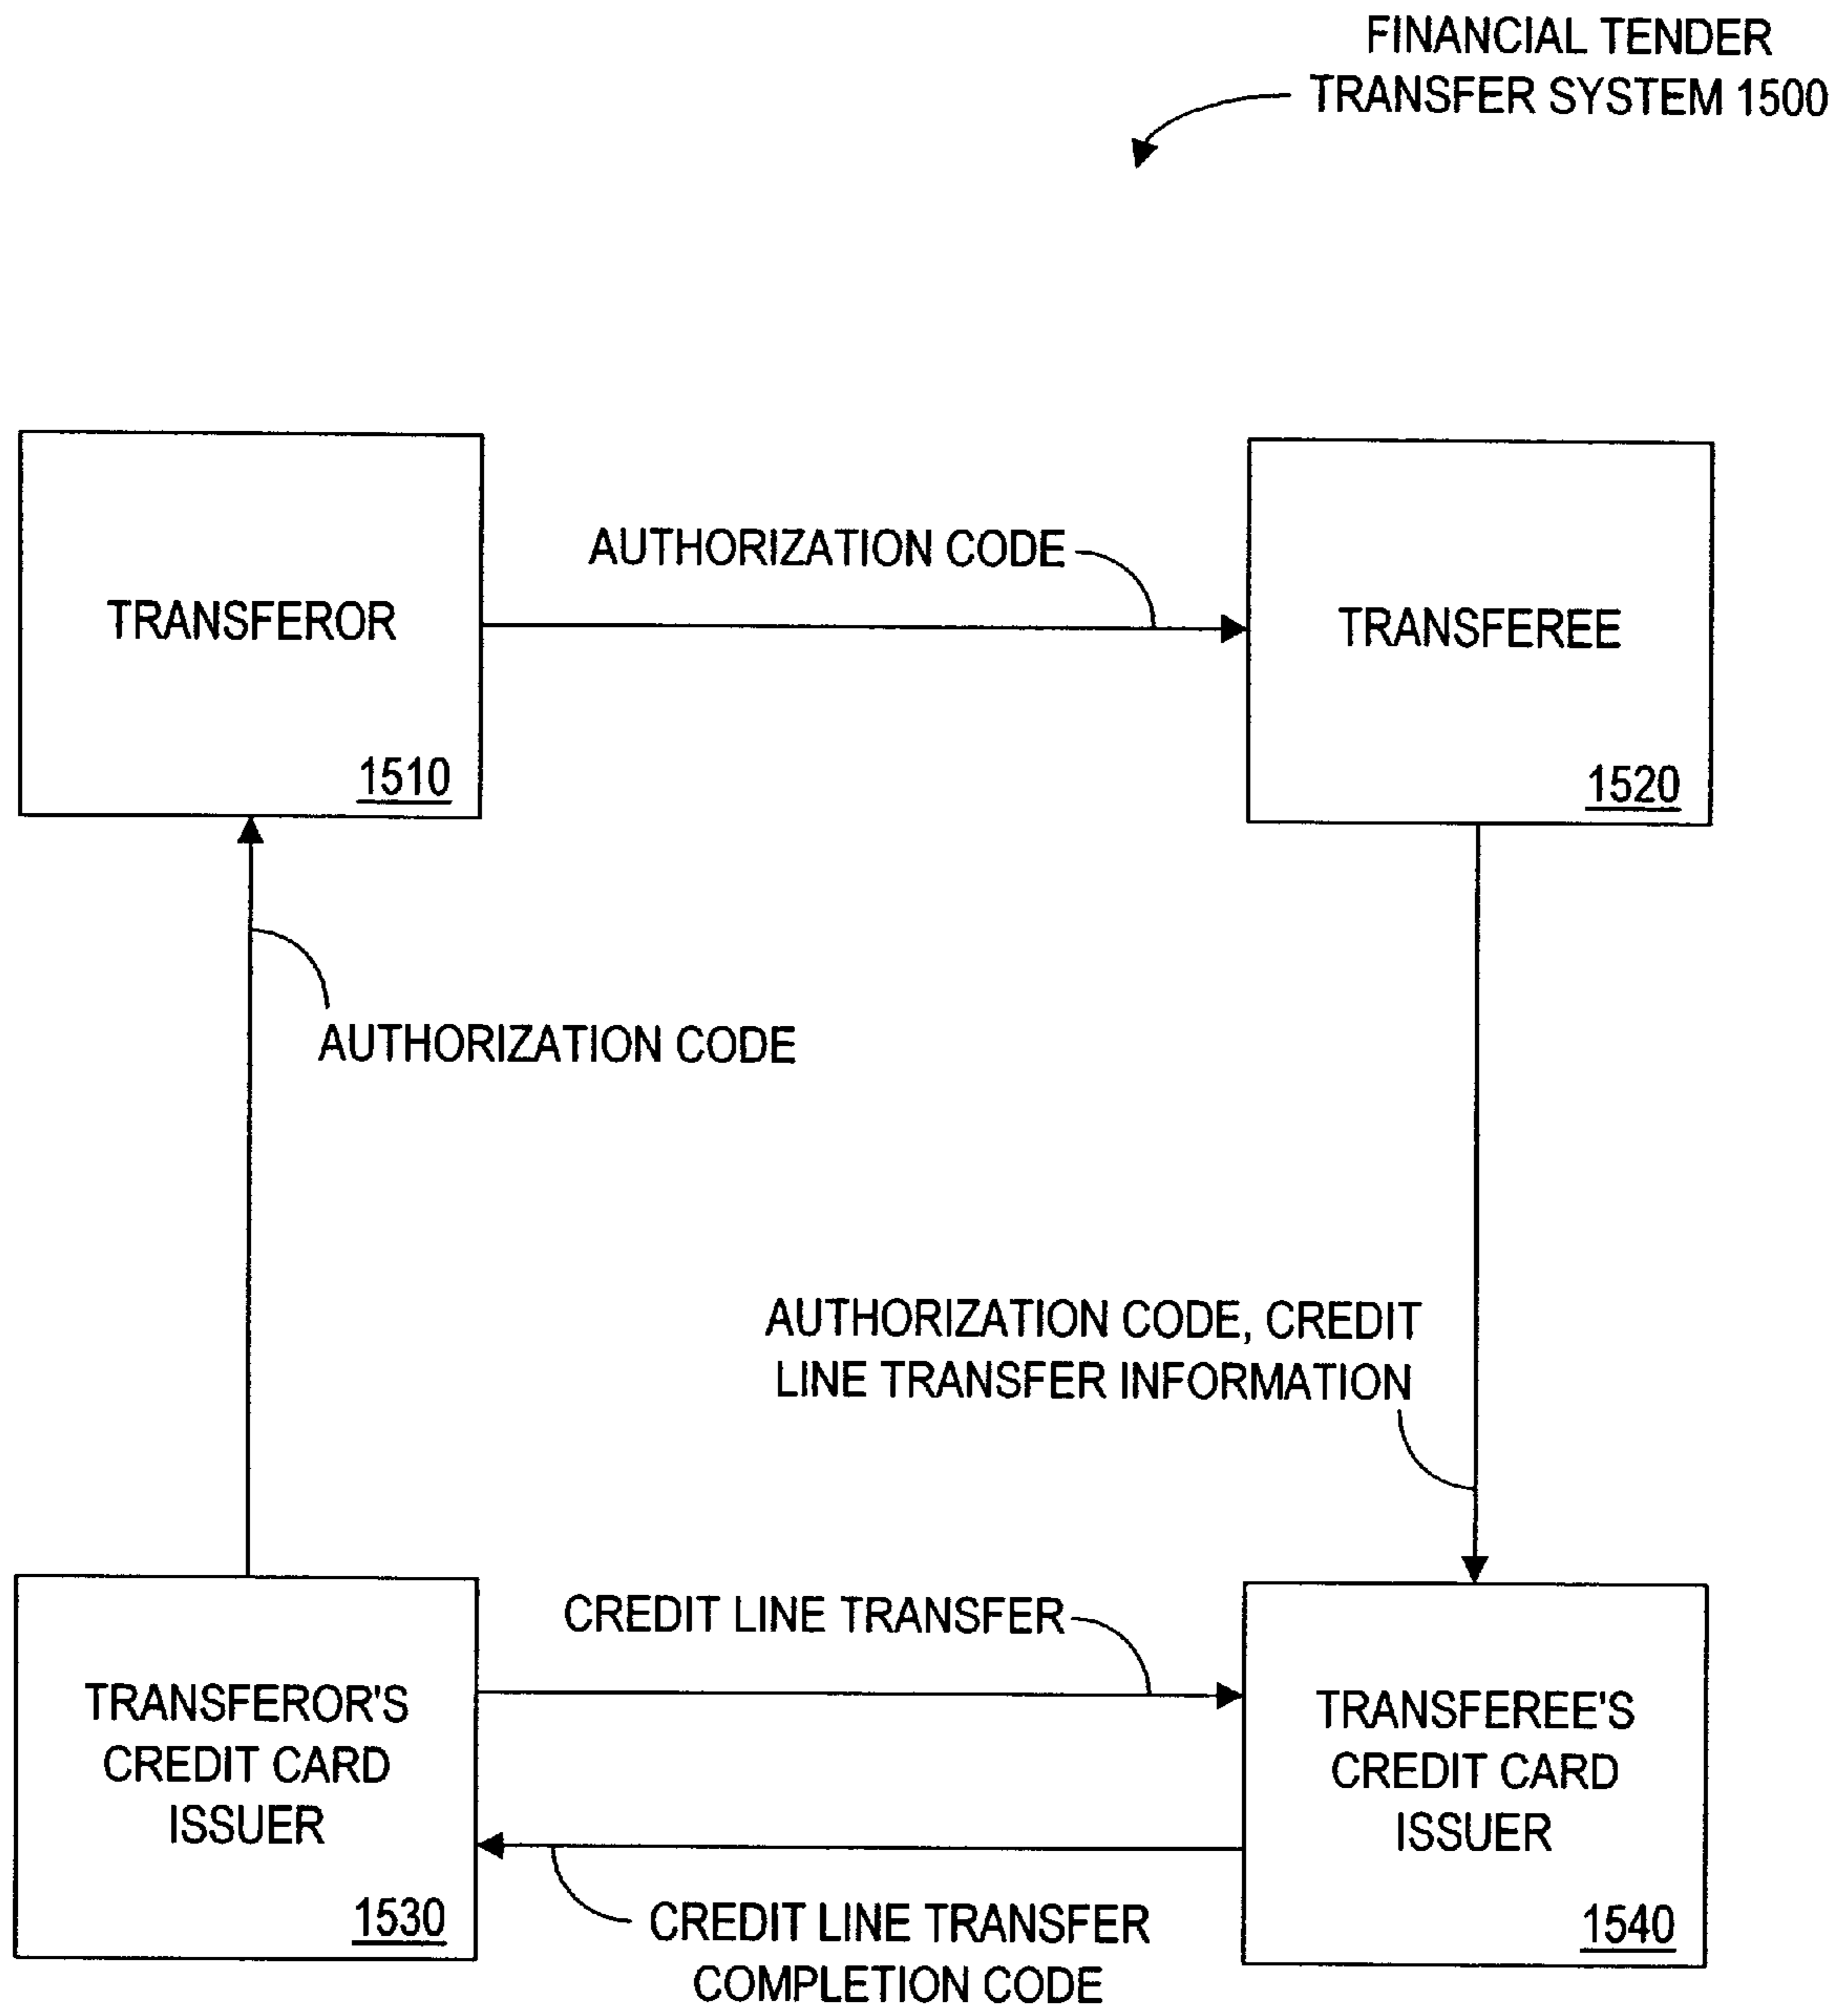 FINANCIAL TENDER
TRANSFER SYSTEM 1500
AUTHORIZATION CODE
TRANSFEROR
TRANSFEREE
1510
1520
AUTHORIZATION CODE
AUTHORIZATION CODE, CREDIT
LINE TRANSFER INFORMATION
CREDIT LINE TRANSFER
TRANSFEROR'S
CREDIT CARD
ISSUER
TRANSFEREE'S
CREDIT CARD
ISSUER
1530
1540
CREDIT LINE TRANSFER
COMPLETION CODE